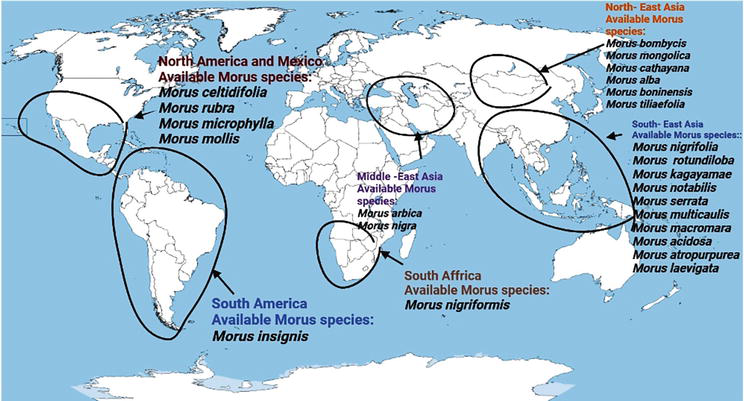 North America and Mexico
Available Morus species:
Morus celtidifolia
Morus rubra
Morus microphylla
Morus mollis
North- East Asia
Available Morus
species:
Morus bombycis
Morus mongolica
Morus cathayana
Morus alba
Morus boninensis
Morus tiliaefolia
South- East Asia
Available Morus species::
Morus nigrifolia
Morus rotundiloba
Morus kagayamae
Morus notabilis
Morus serrata
Morus multicaulis
Morus macromara
Morus acidosa
Morus atropurpurea
Morus laevigata
Middle -East Asia
Available Morus
species:
Morus arbica
Morus nigra
South Affrica
Available Morus species:
Morus nigriformis
South America
Available Morus species:
Morus insignis